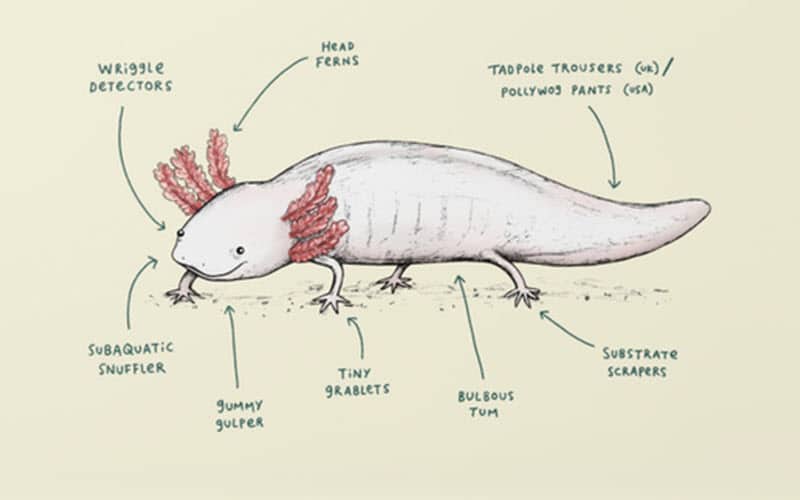 HEAD
FERNS
WRiggLE
DETECTORS
TADPOLE TROUSERS (UK)/
POLLYWOg PANTS (USA)
SUBAQUATiC
SNUFFLER
gUMMY
gULPER
TiNY
gRABLETS
BULBOUS
TUM
SUBSTRATE
SCRAPERS